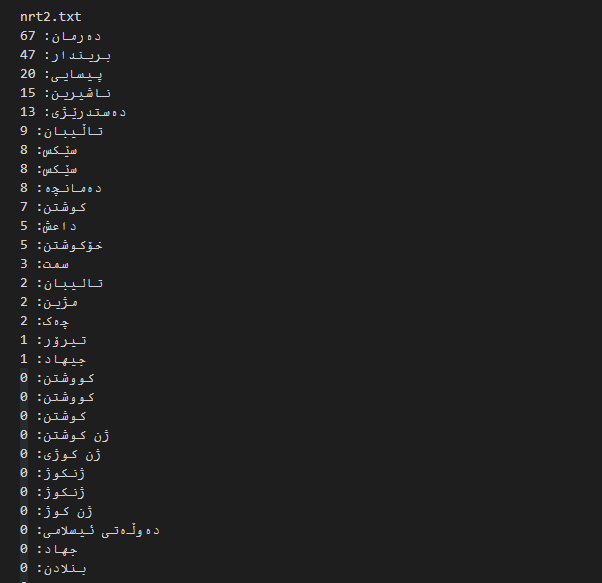 nrt2.txt
دەرمان: 67
بریندار: 47
پیسایی: 20
ناشیرین: 15
دەستدرێژی: 13
تاڵیبان: 9
سێکس: 8
سێکس: 8
دەمانچە: 8
کوشتن: 7
داعش: 5
خۆکوشتن: 5
سمت: 3
تالیبان: 2
مژین: 2
چەک: 2
تیرۆر: 1
جیهاد: 1
کووشتن: 0
کووشتن: 0
کوشتن: 0
ژن کوشتن: 0
ژن کوژی: 0
ژنکوژ: 0
ژنکوژ: 0
ژن کوژ: 0
دەوڵەتی ئیسلامی: 0
جهاد: 0
بنلادن: 0